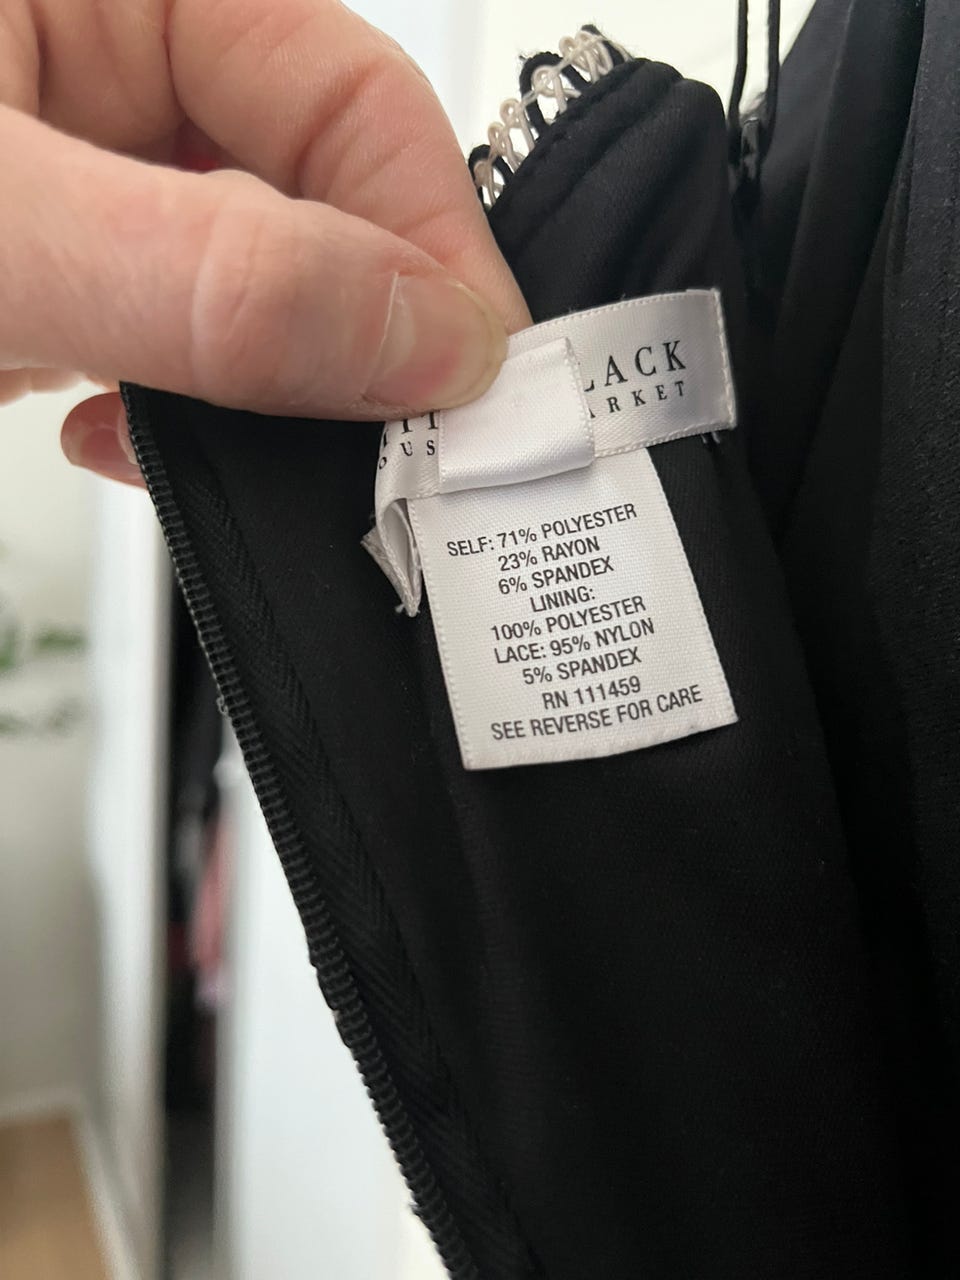 LACK
ARKET
OUS
SELF: 71% POLYESTER
23% RAYON
6% SPANDEX
LINING:
100% POLYESTER
LACE: 95% NYLON
5% SPANDEX
RN 111459
SEE REVERSE FOR CARE